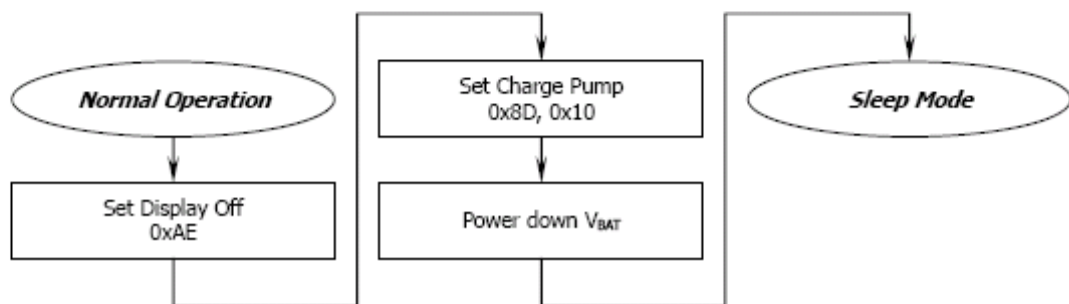 Normal Operation
Set Display Off
0xAE
Set Charge Pump
0x8D, 0x10
Power down VBAT
Sleep Mode